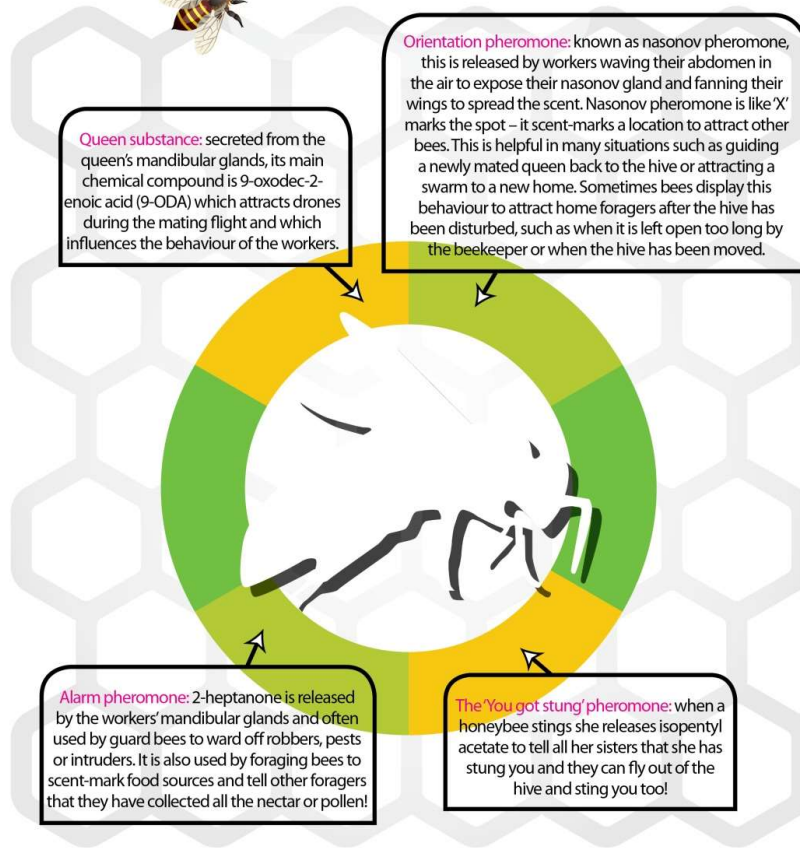 Orientation pheromone: known as nasonov pheromone,
this is released by workers waving their abdomen in
the air to expose their nasonov gland and fanning their
wings to spread the scent. Nasonov pheromone is like 'X'
marks the spot – it scent-marks a location to attract other
bees. This is helpful in many situations such as guiding
a newly mated queen back to the hive or attracting a
swarm to a new home. Sometimes bees display this
behaviour to attract home foragers after the hive has
been disturbed, such as when it is left open too long by
the beekeeper or when the hive has been moved.
Queen substance: secreted from the
queen's mandibular glands, its main
chemical compound is 9-oxodec-2-
enoic acid (9-ODA) which attracts drones
during the mating flight and which
influences the behaviour of the workers.
Alarm pheromone: 2-heptanone is released
by the workers' mandibular glands and often
used by guard bees to ward off robbers, pests
or intruders. It is also used by foraging bees to
scent-mark food sources and tell other foragers
that they have collected all the nectar or pollen!
The 'You got stung' pheromone: when a
honeybee stings she releases isopentyl
acetate to tell all her sisters that she has
stung you and they can fly out of the
hive and sting you too!